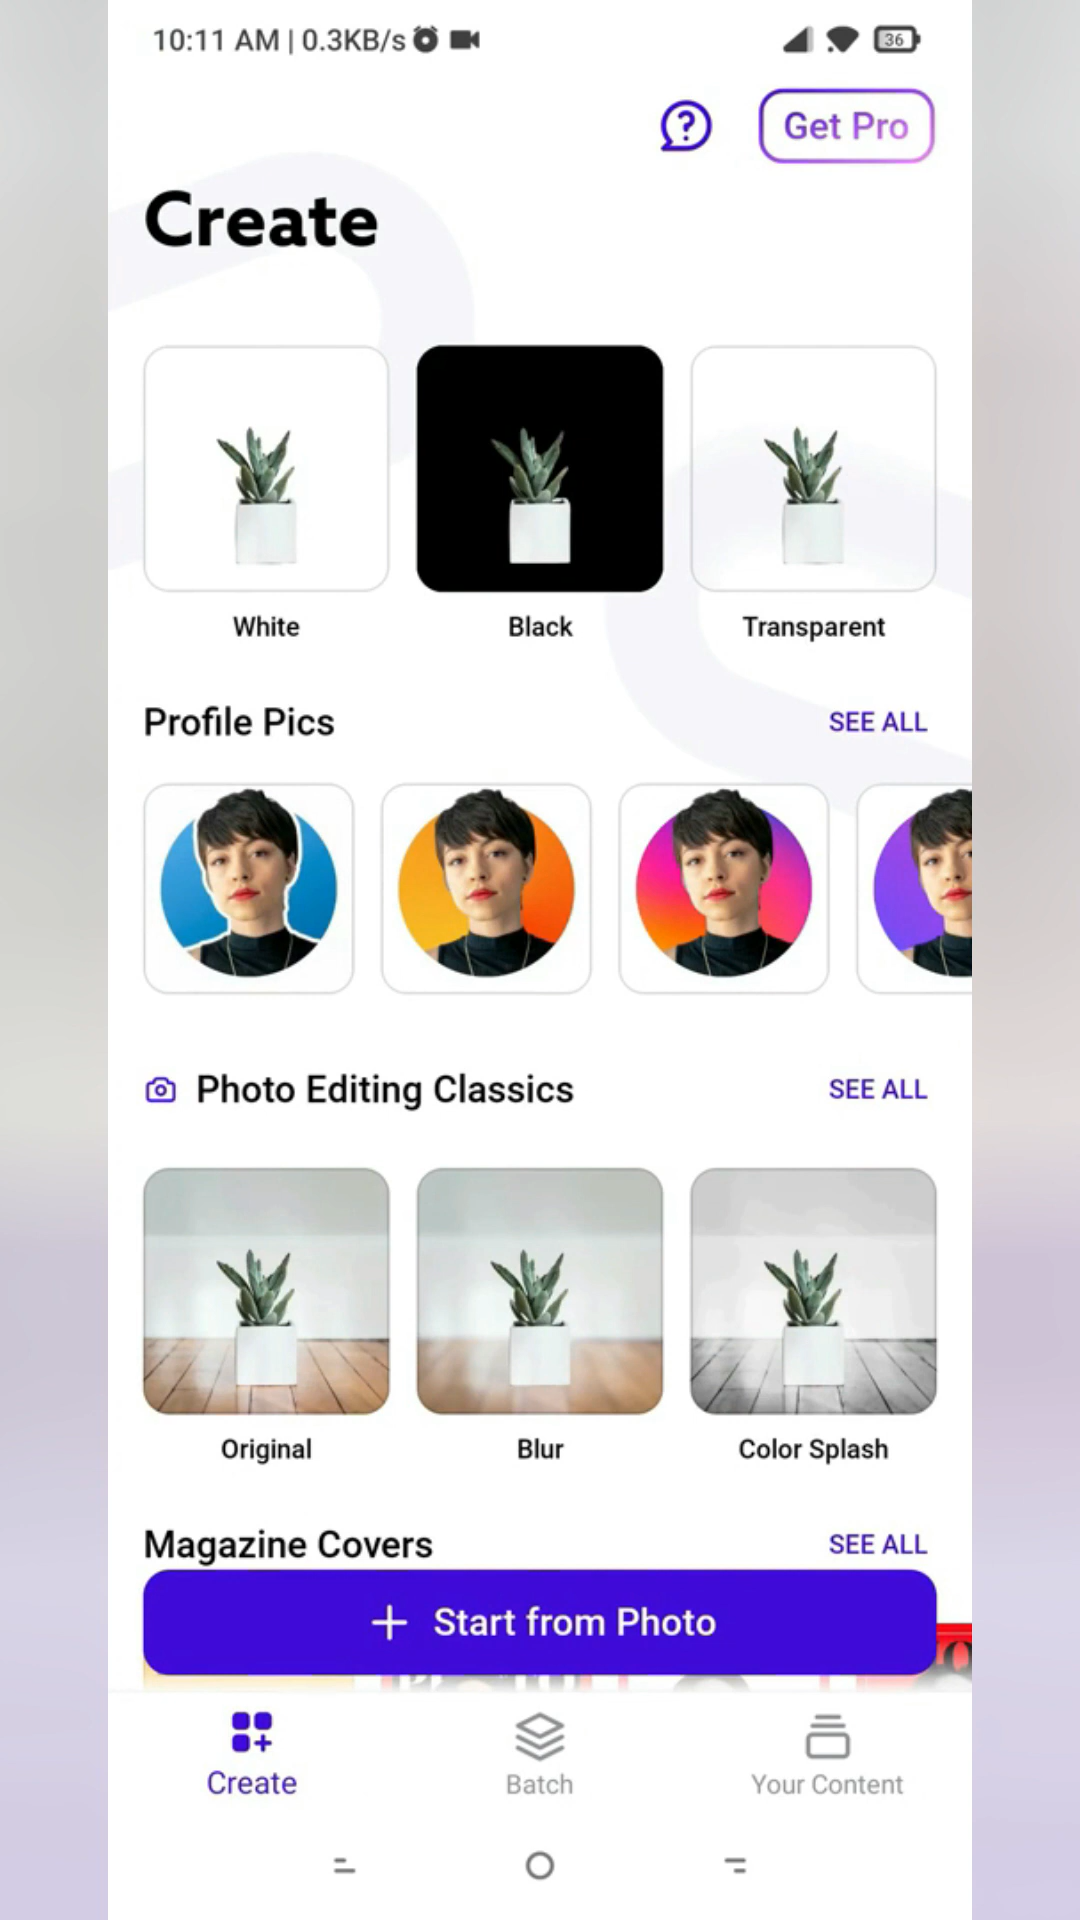 10:11 AM | 0.3KB/s
36
Get Pro
Create
White
Black
Transparent
Profile Pics
SEE ALL
Photo Editing Classics
SEE ALL
Original
Blur
Color Splash
Magazine Covers
SEE ALL
+ Start from Photo
Create
Batch
Your Content